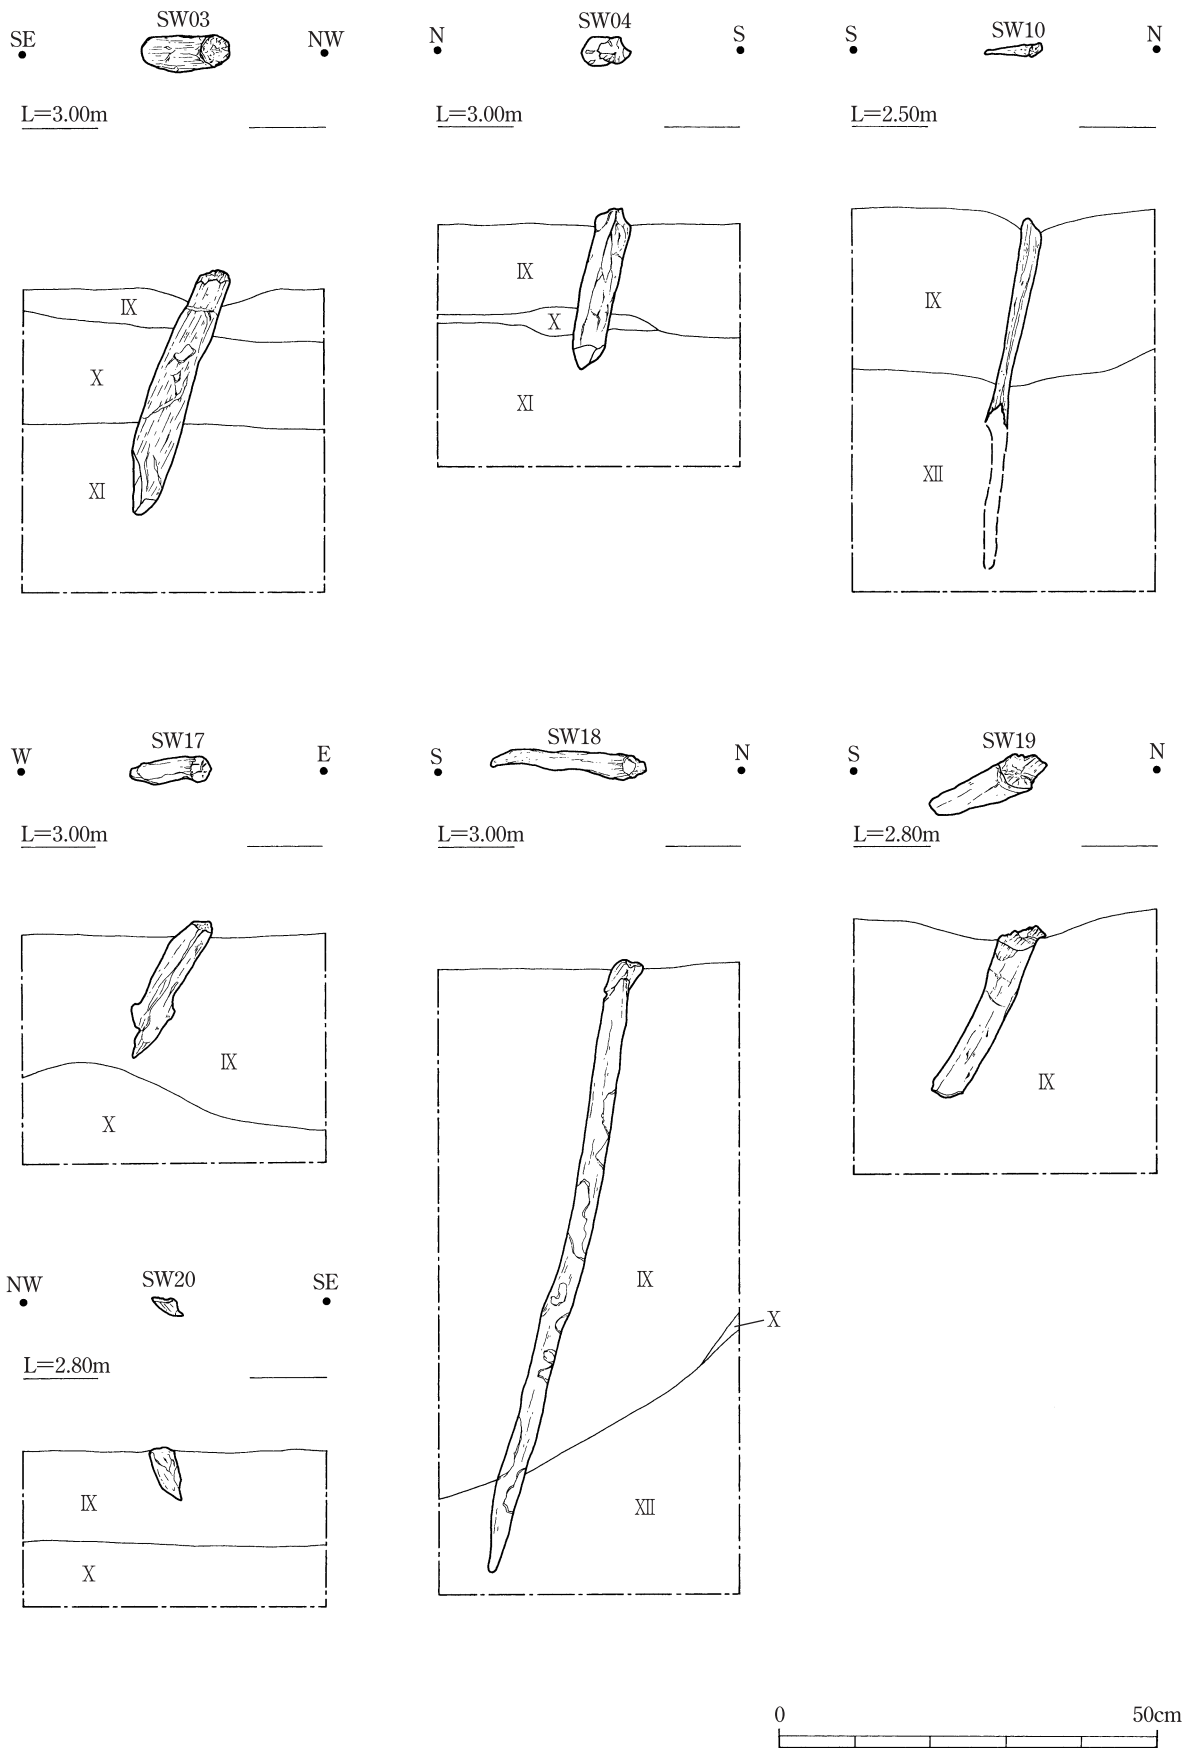 SW03
SE NW
L=3.00m
Ⅸ
Ⅹ
Ⅺ
SW04
N S
L=3.00m
Ⅸ
Ⅹ
Ⅺ
SW10
S N
L=2.50m
Ⅸ
Ⅻ
SW17
W E
L=3.00m
Ⅸ
Ⅹ
SW18
S N
L=3.00m
Ⅸ
Ⅹ
Ⅻ
SW19
S N
L=2.80m
Ⅸ
SW20
NW SE
L=2.80m
Ⅸ
Ⅹ
0 50cm